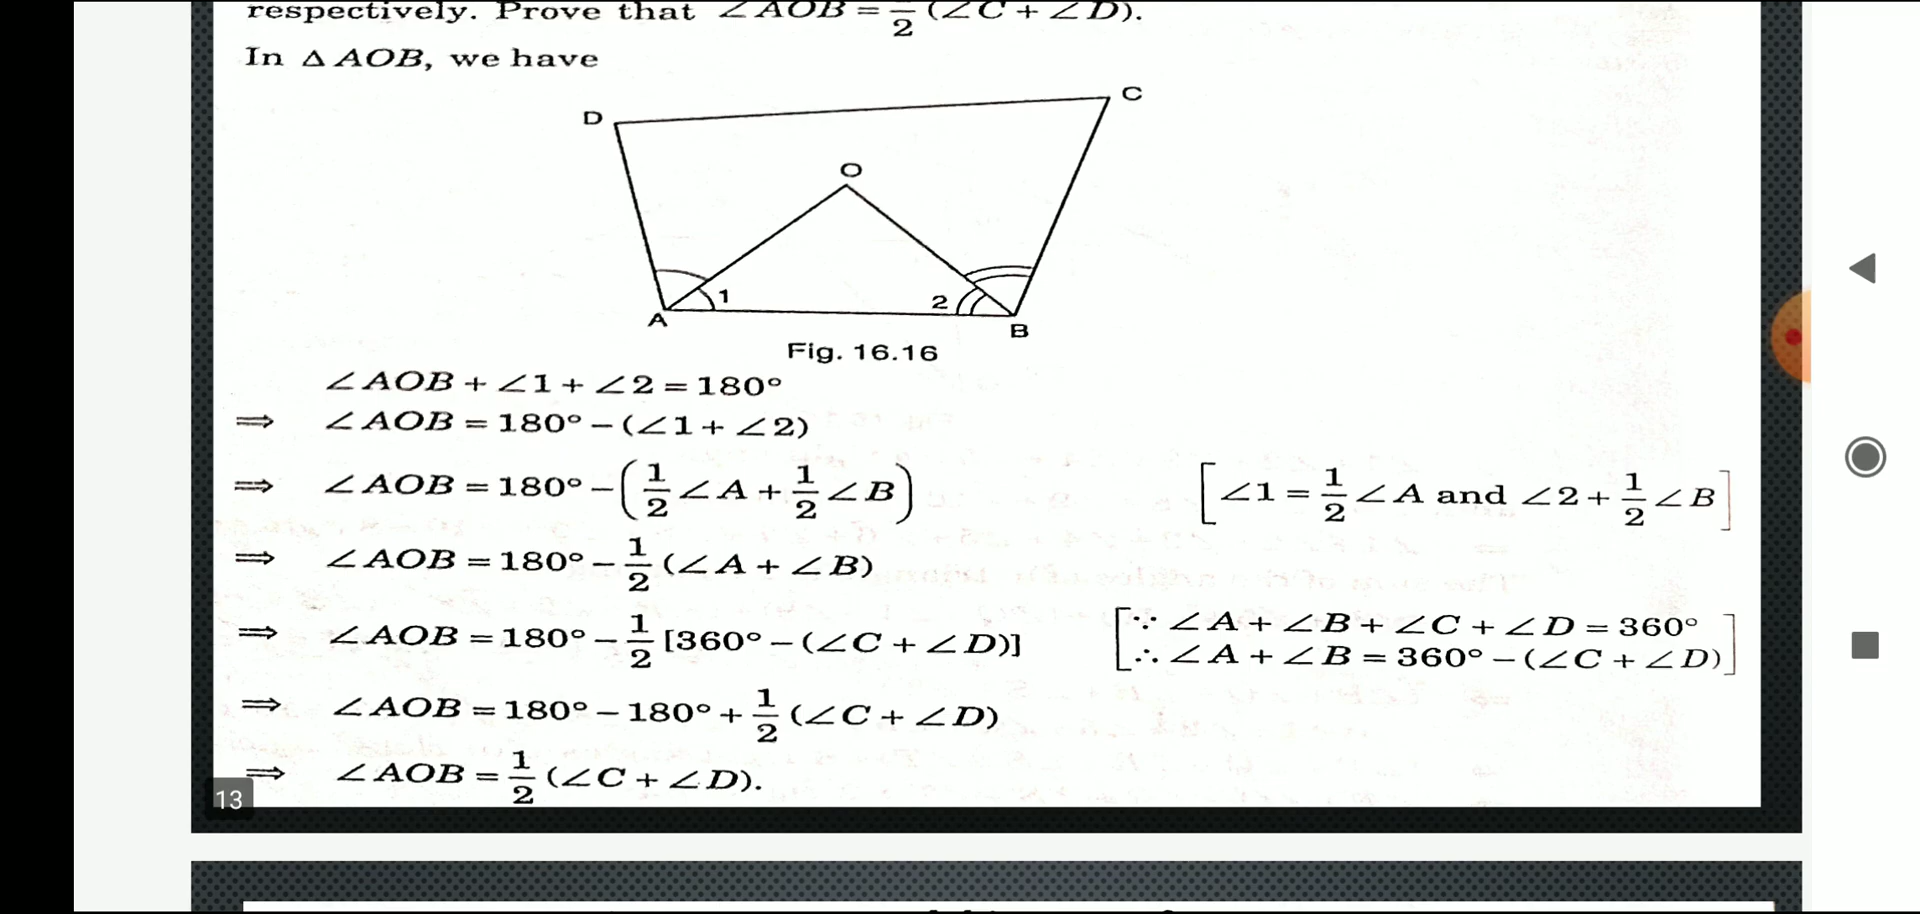 respectively. Prove that ∠AOB = 1/2 (∠C + ∠D).
In Δ AOB, we have
D
C
O
1
2
A
B
Fig. 16.16
∠AOB + ∠1 + ∠2 = 180°
⇒ ∠AOB = 180° – (∠1 + ∠2)
⇒ ∠AOB = 180° – (1/2 ∠A + 1/2 ∠B) [∠1 = 1/2 ∠A and ∠2 + 1/2 ∠B]
⇒ ∠AOB = 180° – 1/2 (∠A + ∠B)
⇒ ∠AOB = 180° – 1/2 [360° – (∠C + ∠D)] [∵ ∠A + ∠B + ∠C + ∠D = 360°
∴ ∠A + ∠B = 360° – (∠C + ∠D)]
⇒ ∠AOB = 180° – 180° + 1/2 (∠C + ∠D)
⇒ ∠AOB = 1/2 (∠C + ∠D).
13